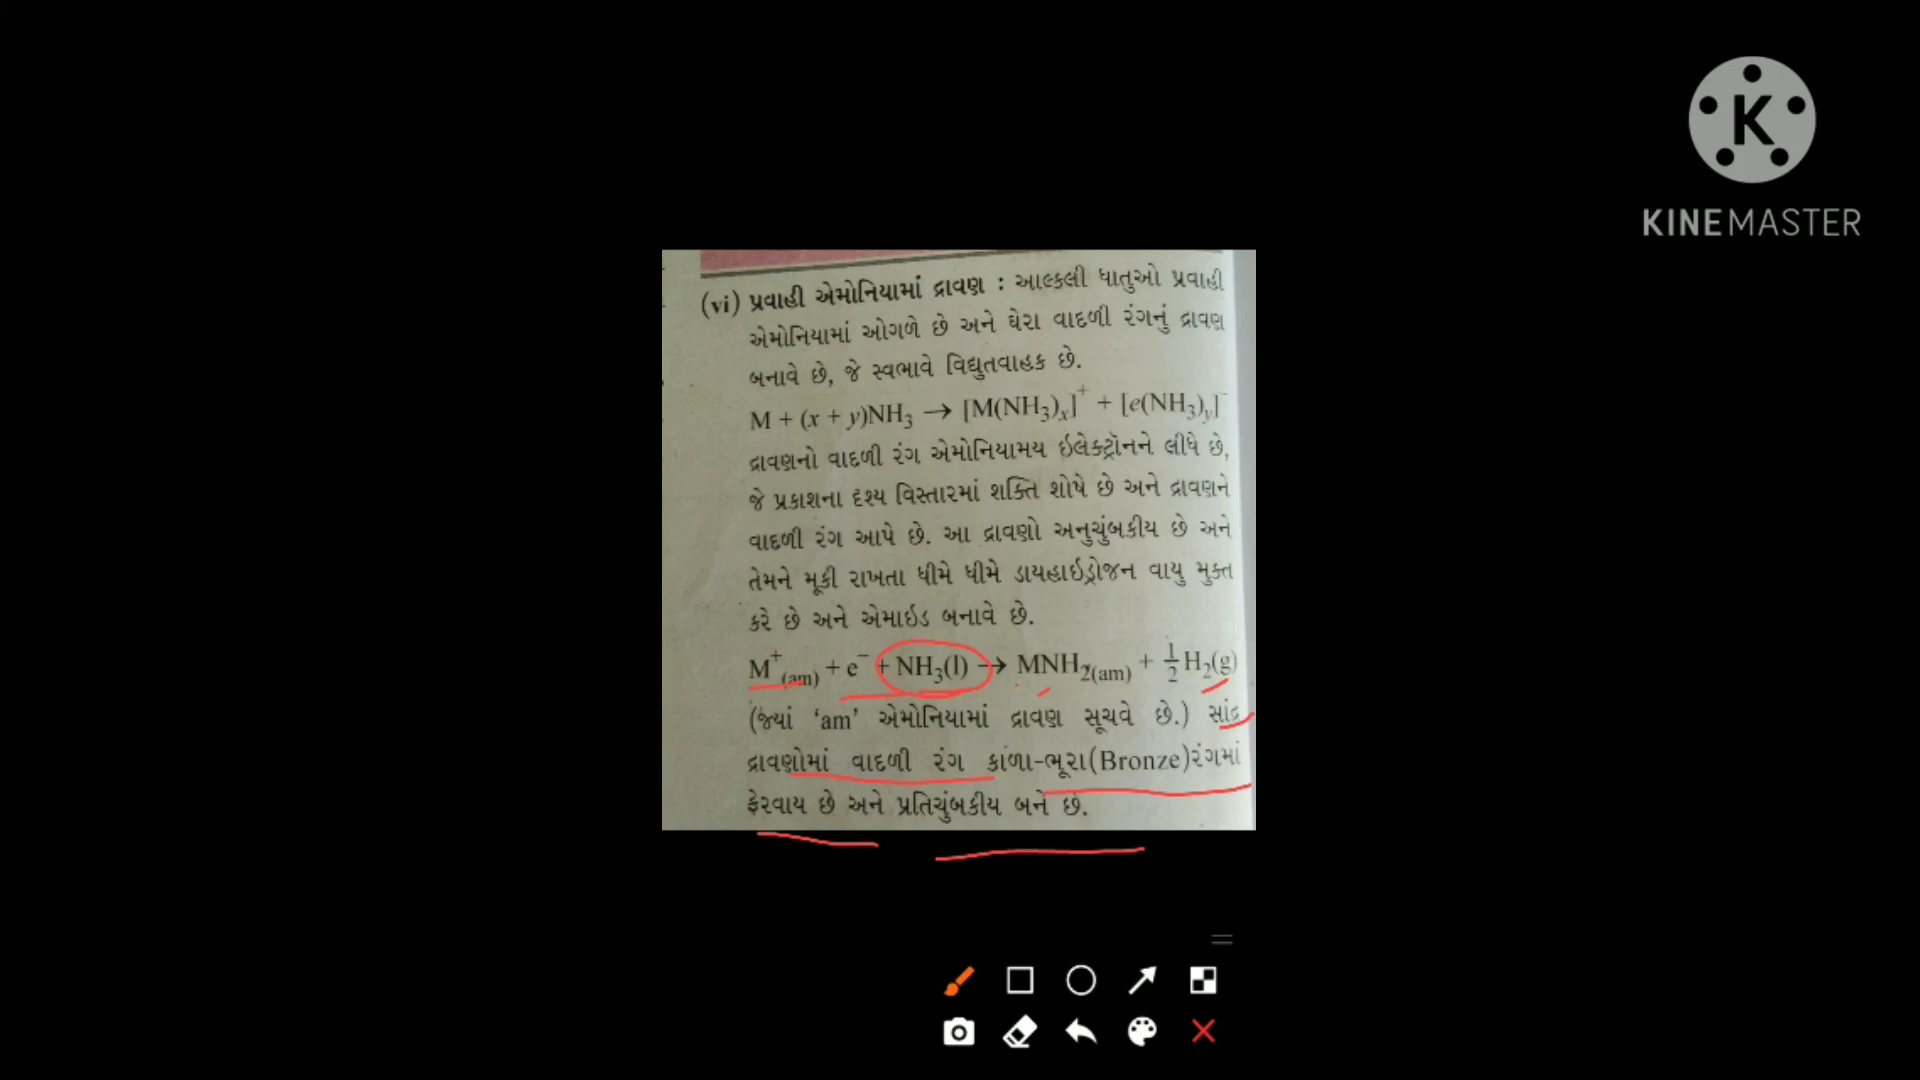 KINEMASTER
(vi) પ્રવાહી એમોનિયામાં દ્રાવણ : આલ્કલી ધાતુઓ પ્રવાહી
એમોનિયામાં ઓગળે છે અને ઘેરા વાદળી રંગનું દ્રાવણ
બનાવે છે, જે સ્વભાવે વિદ્યુતવાહક છે.
M + (x + y)NH₃ → [M(NH₃)ₓ]⁺ + [e(NH₃)ᵧ]⁻
દ્રાવણનો વાદળી રંગ એમોનિયામય ઇલેક્ટ્રૉનને લીધે છે,
જે પ્રકાશના દૃશ્ય વિસ્તારમાં શક્તિ શોષે છે અને દ્રાવણને
વાદળી રંગ આપે છે. આ દ્રાવણો અનુચુંબકીય છે અને
તેમને મૂકી રાખતા ધીમે ધીમે ડાયહાઈડ્રોજન વાયુ મુક્ત
કરે છે અને એમાઇડ બનાવે છે.
M⁺(am) + e⁻ + NH₃(l) → MNH₂(am) + ½H₂(g)
(જ્યાં ‘am’ એમોનિયામાં દ્રાવણ સૂચવે છે.) સાંદ્ર
દ્રાવણોમાં વાદળી રંગ કાળા-ભૂરા(Bronze)રંગમાં
ફેરવાય છે અને પ્રતિચુંબકીય બને છે.